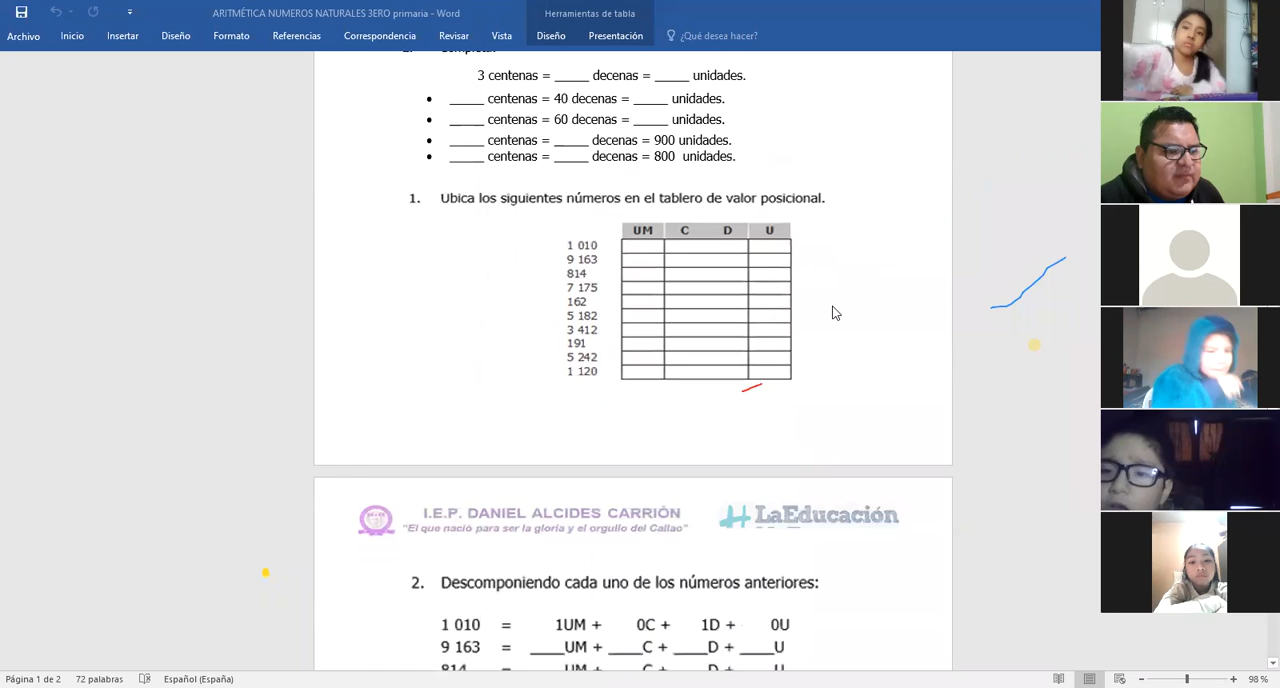 ARITMÉTICA NUMEROS NATURALES 3ERO primaria - Word
Herramientas de tabla
Archivo Inicio Insertar Diseño Formato Referencias Correspondencia Revisar Vista Diseño Presentación ¿Qué desea hacer?
3 centenas = _____ decenas = _____ unidades.
• _____ centenas = 40 decenas = _____ unidades.
• _____ centenas = 60 decenas = _____ unidades.
• _____ centenas = _____ decenas = 900 unidades.
• _____ centenas = _____ decenas = 800 unidades.
1. Ubica los siguientes números en el tablero de valor posicional.
UM C D U
1 010
9 163
814
7 175
162
5 182
3 412
191
5 242
1 120
I.E.P. DANIEL ALCIDES CARRIÓN
"El que nació para ser la gloria y el orgullo del Callao"
LaEducación
2. Descomponiendo cada uno de los números anteriores:
1 010 = 1UM + 0C + 1D + 0U
9 163 = ____UM + ____C + ____D + ____U
814 = UM + C + D + U
Página 1 de 2 72 palabras Español (España) 98 %